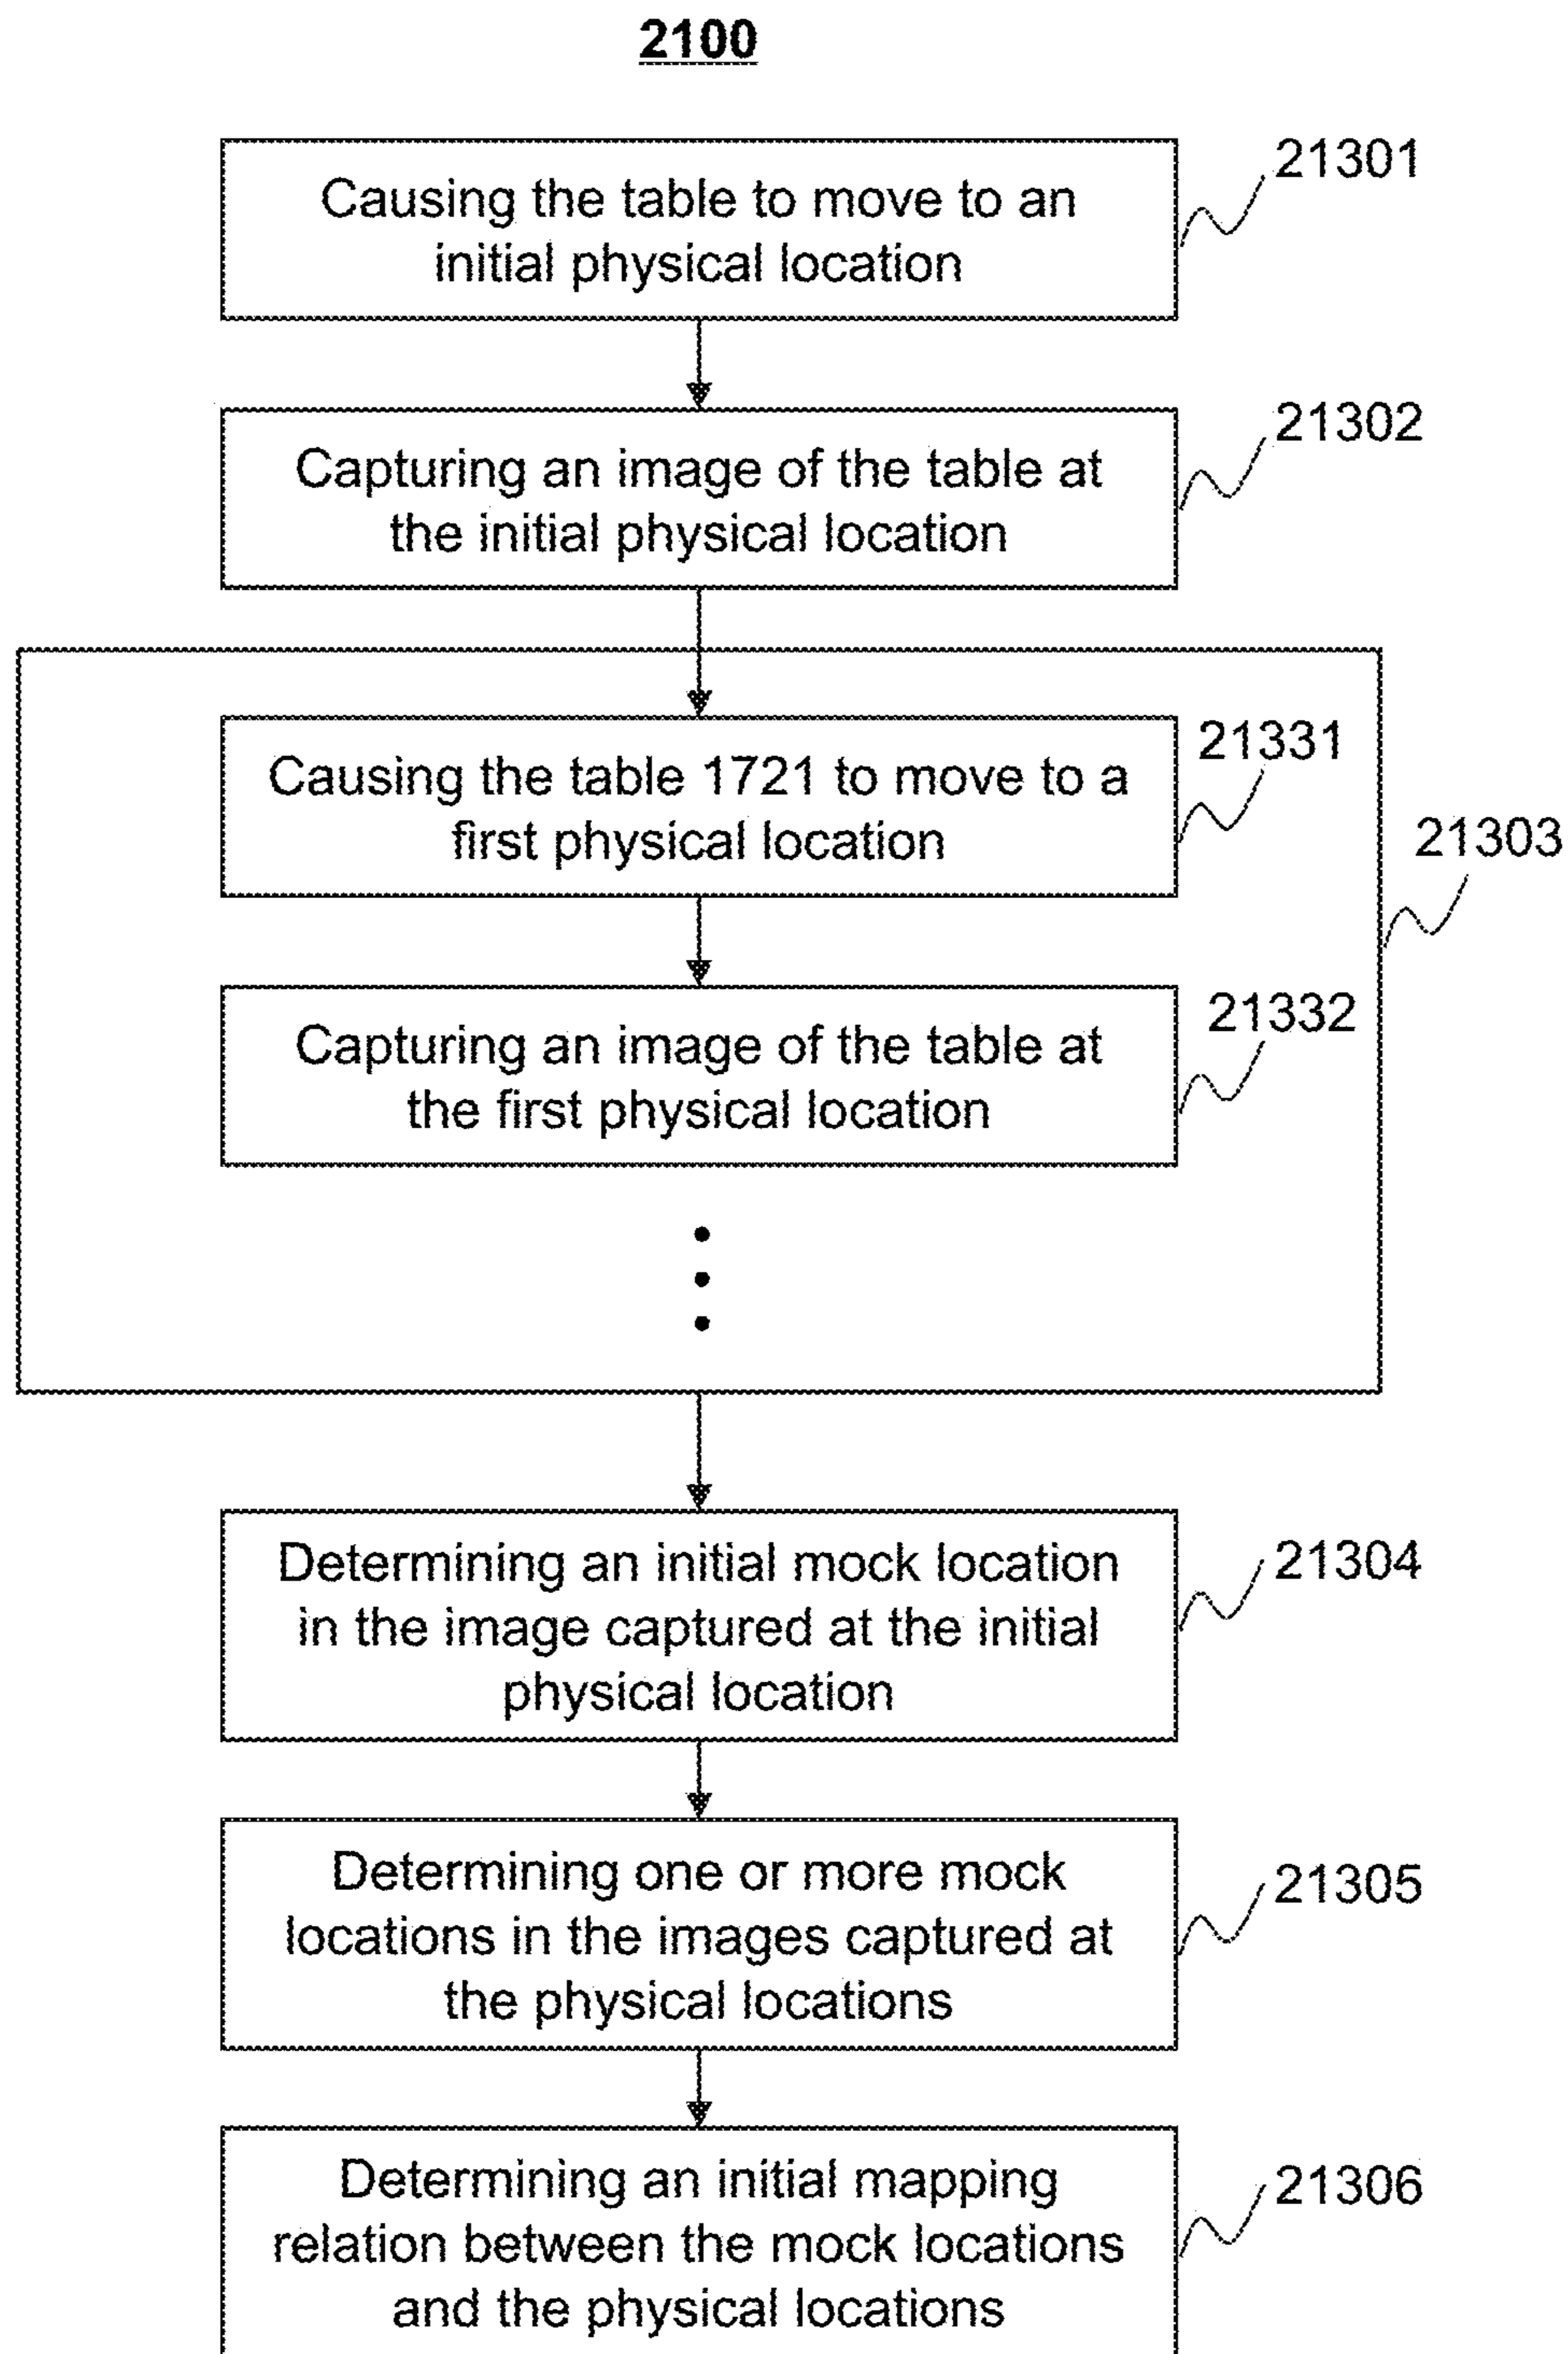 2100
Causing the table to move to an
initial physical location
21301
Capturing an image of the table at
the initial physical location
21302
Causing the table 1721 to move to a
first physical location
21331
21303
Capturing an image of the table at
the first physical location
21332
Determining an initial mock location
in the image captured at the initial
physical location
21304
Determining one or more mock
locations in the images captured at
the physical locations
21305
Determining an initial mapping
relation between the mock locations
and the physical locations
21306